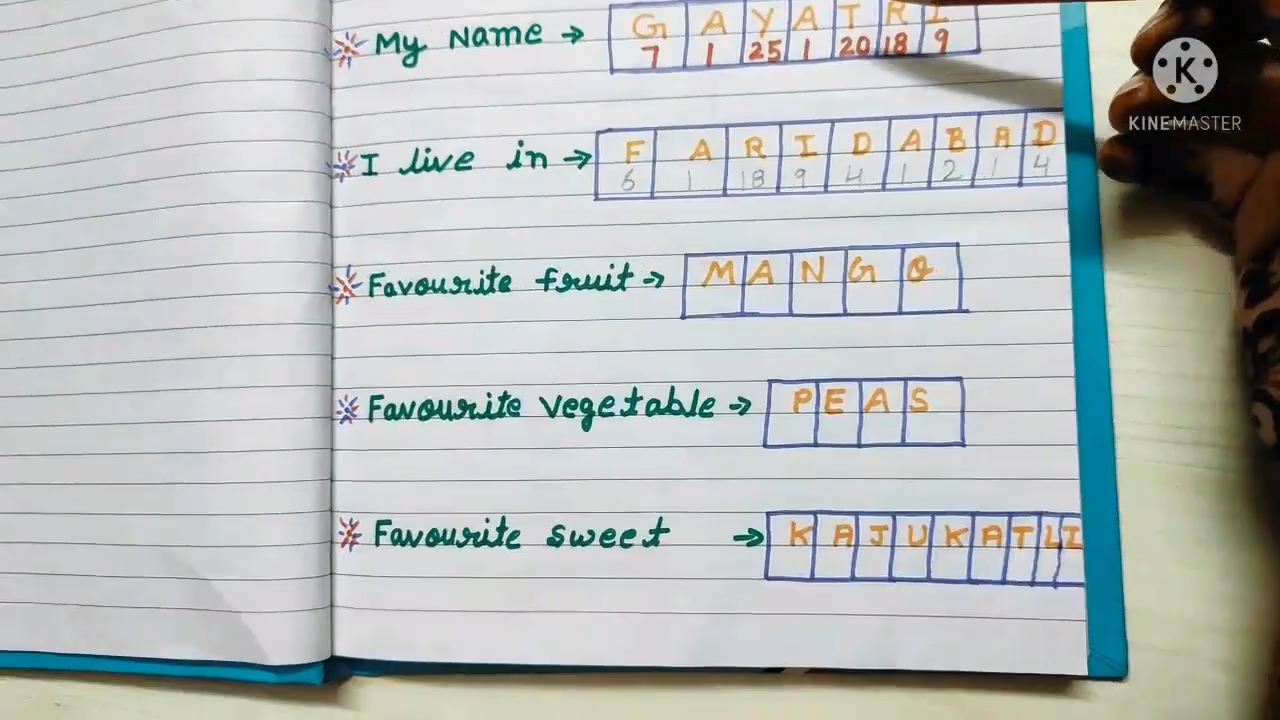 My Name → G A Y A T R I
7 1 25 1 20 18 9
I live in → F A R I D A B A D
6 1 18 9 4 1 2 1 4
Favourite fruit → M A N G O
Favourite vegetable → P E A S
Favourite sweet → K A J U K A T L I
K
KINEMASTER